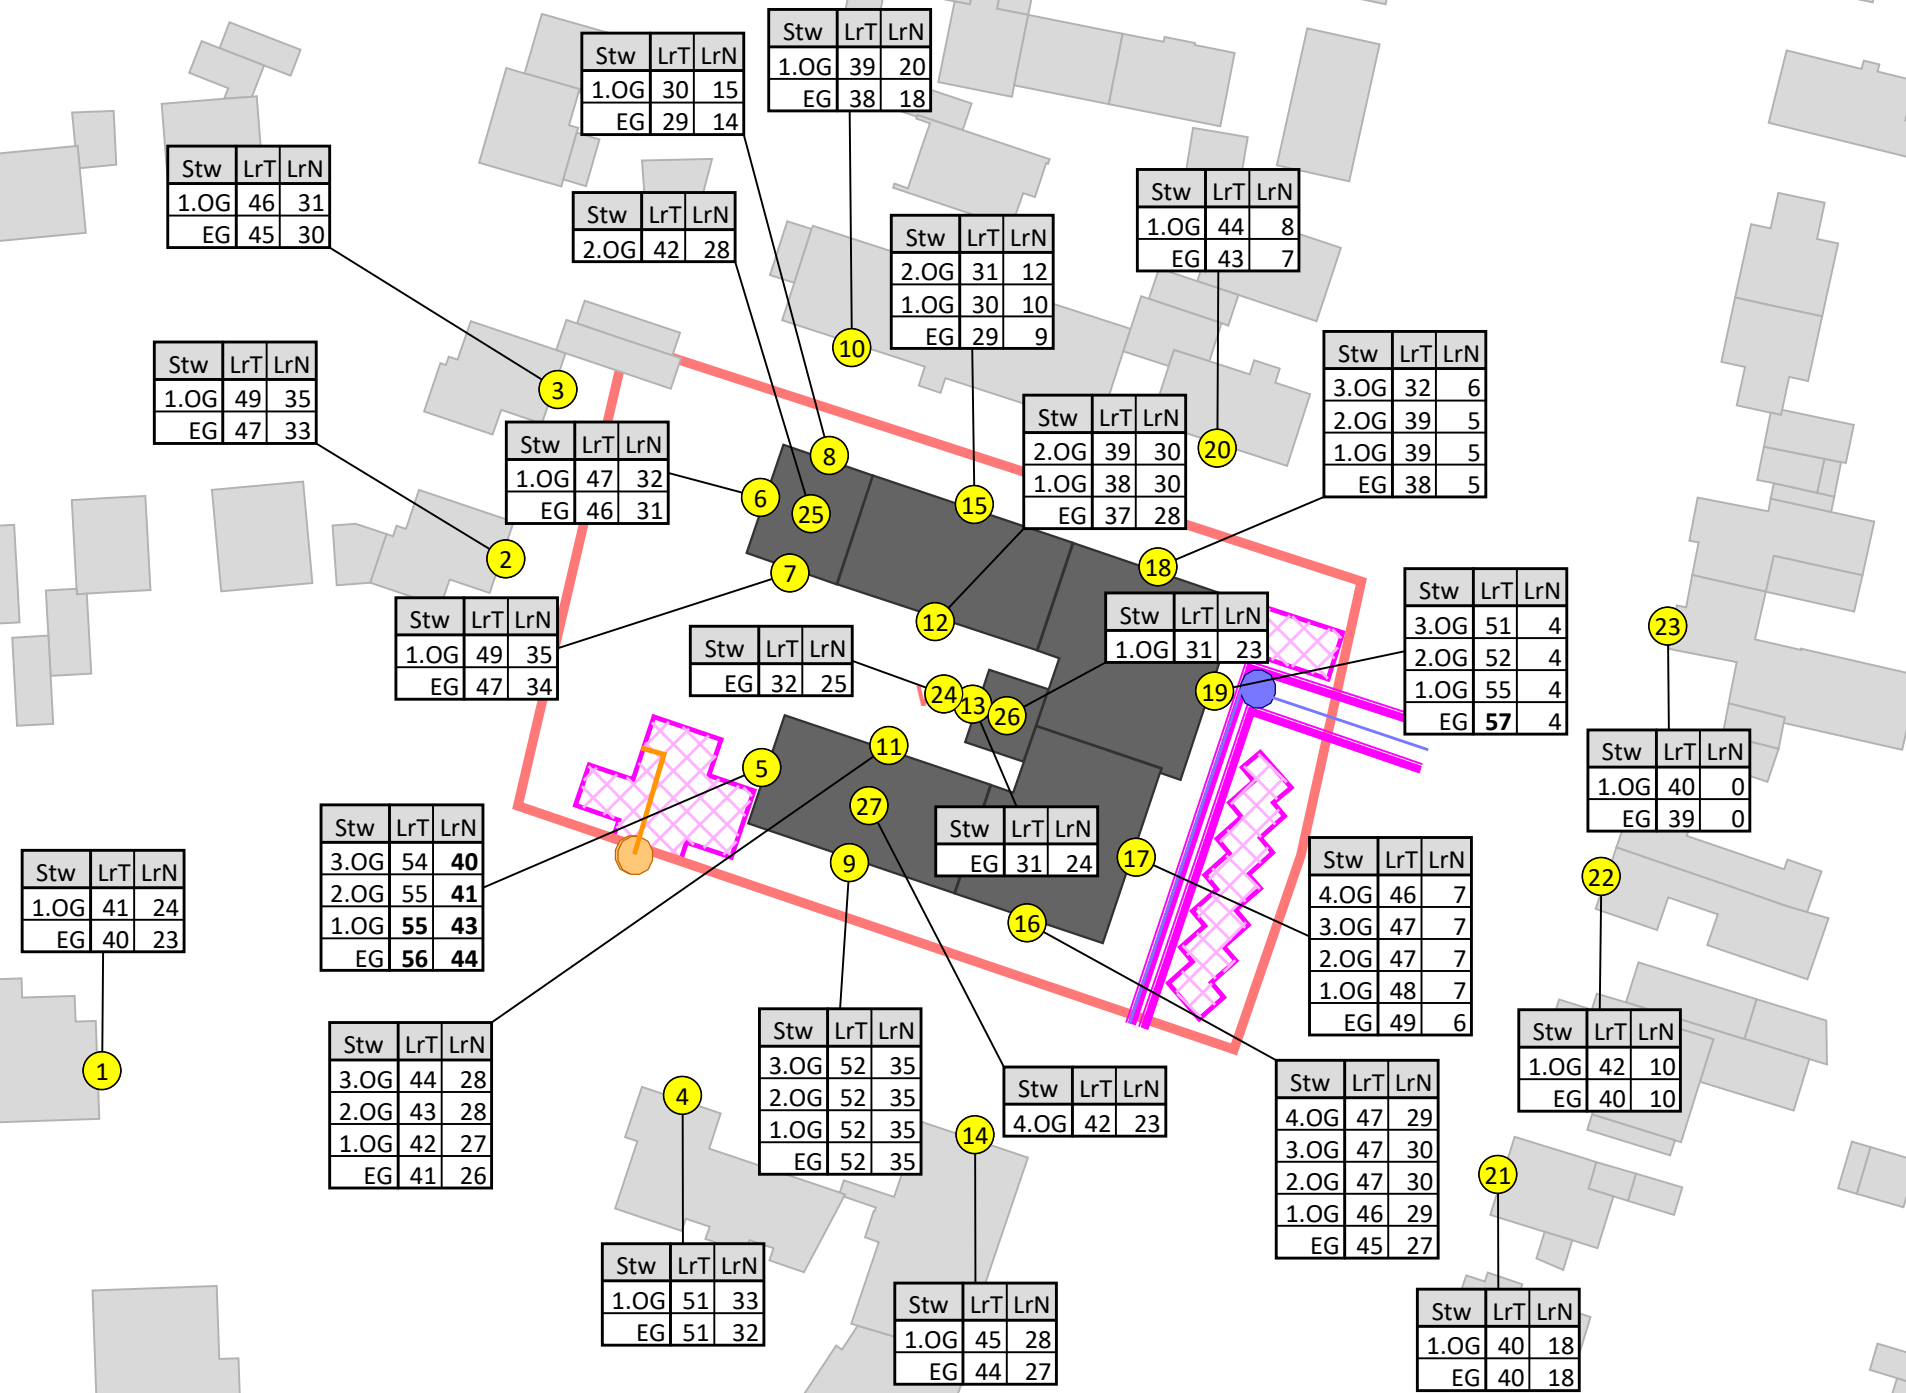 Stw LrT LrN
1.OG 39 20
EG 38 18
Stw LrT LrN
1.OG 30 15
EG 29 14
Stw LrT LrN
1.OG 46 31
EG 45 30
Stw LrT LrN
1.OG 44 8
EG 43 7
Stw LrT LrN
2.OG 42 28
Stw LrT LrN
2.OG 31 12
1.OG 30 10
EG 29 9
Stw LrT LrN
3.OG 32 6
2.OG 39 5
1.OG 39 5
EG 38 5
Stw LrT LrN
1.OG 49 35
EG 47 33
10
3
Stw LrT LrN
2.OG 39 30
1.OG 38 30
EG 37 28
Stw LrT LrN
1.OG 47 32
EG 46 31
20
8
6
25
15
2
7
18
12
23
Stw LrT LrN
3.OG 51 4
2.OG 52 4
1.OG 55 4
EG 57 4
Stw LrT LrN
1.OG 31 23
Stw LrT LrN
1.OG 49 35
EG 47 34
Stw LrT LrN
EG 32 25
24
13
26
19
11
5
27
Stw LrT LrN
1.OG 40 0
EG 39 0
Stw LrT LrN
3.OG 54 40
2.OG 55 41
1.OG 55 43
EG 56 44
Stw LrT LrN
EG 31 24
9
17
22
16
Stw LrT LrN
4.OG 46 7
3.OG 47 7
2.OG 47 7
1.OG 48 7
EG 49 6
Stw LrT LrN
1.OG 41 24
EG 40 23
1
4
14
21
Stw LrT LrN
3.OG 44 28
2.OG 43 28
1.OG 42 27
EG 41 26
Stw LrT LrN
3.OG 52 35
2.OG 52 35
1.OG 52 35
EG 52 35
Stw LrT LrN
4.OG 42 23
Stw LrT LrN
4.OG 47 29
3.OG 47 30
2.OG 47 30
1.OG 46 29
EG 45 27
Stw LrT LrN
1.OG 42 10
EG 40 10
Stw LrT LrN
1.OG 51 33
EG 51 32
Stw LrT LrN
1.OG 45 28
EG 44 27
Stw LrT LrN
1.OG 40 18
EG 40 18